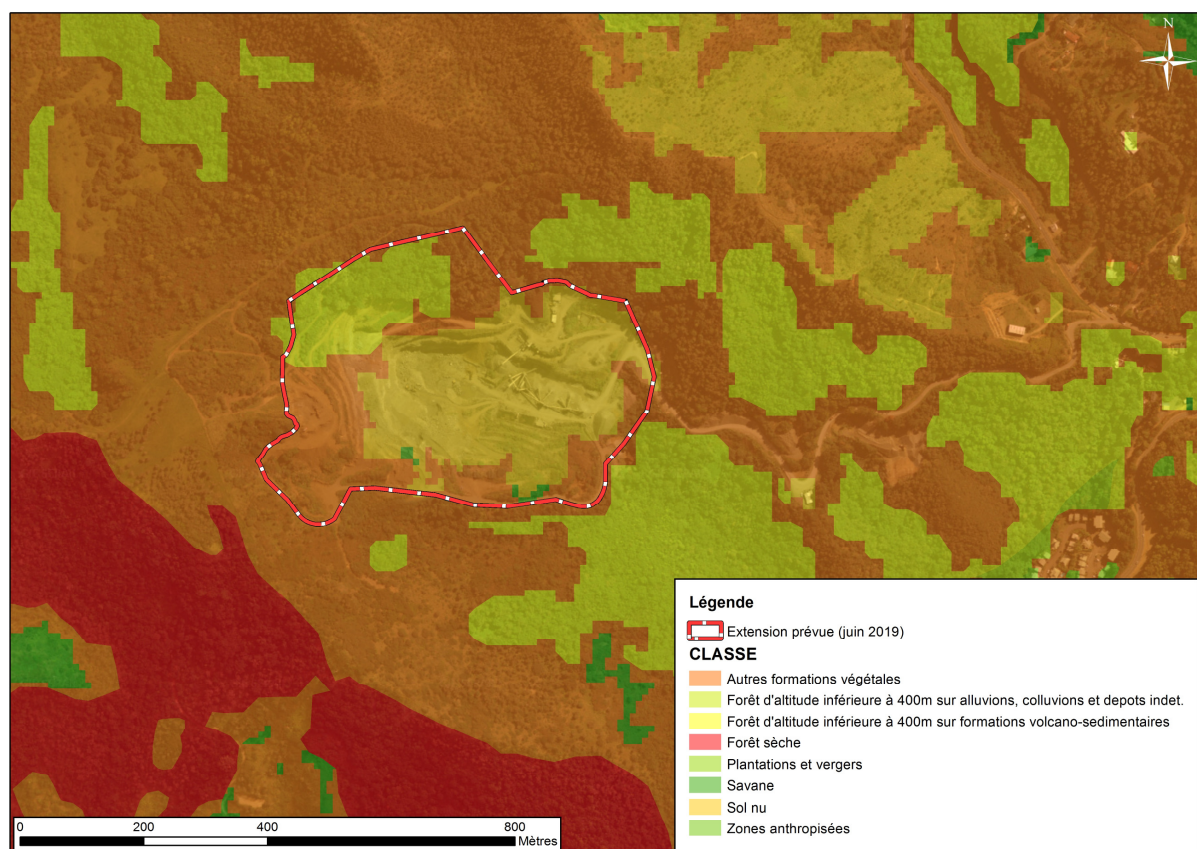 N
Légende
Extension prévue (juin 2019)
CLASSE
Autres formations végétales
Forêt d'altitude inférieure à 400m sur alluvions, colluvions et depots indet.
Forêt d'altitude inférieure à 400m sur formations volcano-sedimentaires
Forêt sèche
Plantations et vergers
Savane
Sol nu
Zones anthropisées
0 200 400 800
Mètres